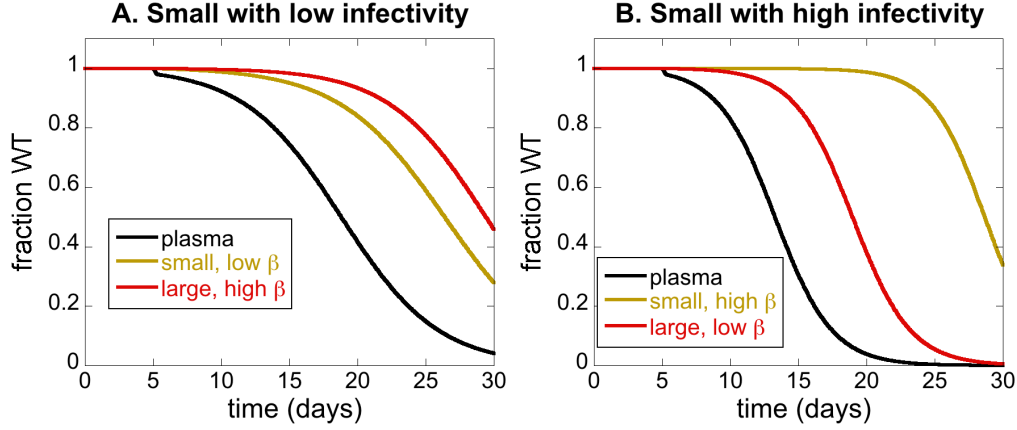 A. Small with low infectivity
fraction WT
1
0.8
0.6
0.4
0.2
0
plasma
small, low β
large, high β
0 5 10 15 20 25 30
time (days)
B. Small with high infectivity
fraction WT
1
0.8
0.6
0.4
0.2
0
plasma
small, high β
large, low β
0 5 10 15 20 25 30
time (days)